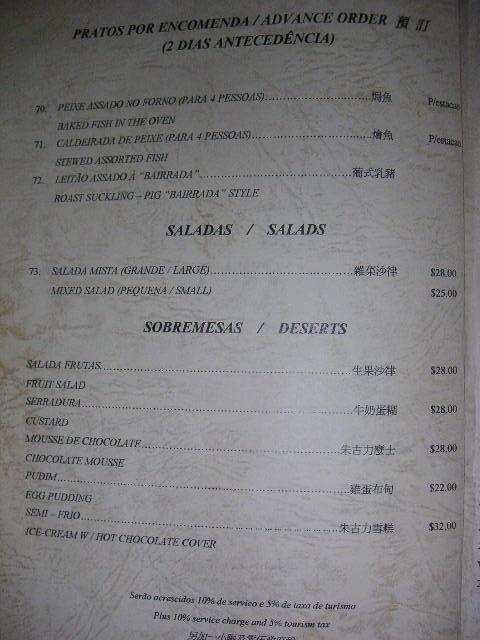 PRATOS POR ENCOMENDA / ADVANCE ORDER 預 訂
(2 DIAS ANTECEDÊNCIA)
70. PEIXE ASSADO NO FORNO (PARA 4 PESSOAS)..........焗魚 P/estacao
BAKED FISH IN THE OVEN
71. CALDEIRADA DE PEIXE (PARA 4 PESSOAS)..........燴魚 P/estacao
STEWED ASSORTED FISH
72. LEITÃO ASSADO Á "BAIRRADA"..........葡式乳豬
ROAST SUCKLING – PIG "BAIRRADA" STYLE
SALADAS / SALADS
73. SALADA MISTA (GRANDE / LARGE)..........雜菜沙律 $28.00
MIXED SALAD (PEQUENA / SMALL) $25.00
SOBREMESAS / DESERTS
SALADA FRUTAS..........生果沙律 $28.00
FRUIT SALAD
SERRADURA..........牛奶蛋糊 $28.00
CUSTARD
MOUSSE DE CHOCOLATE..........朱古力慕士 $28.00
CHOCOLATE MOUSSE
PUDIM..........雞蛋布甸 $22.00
EGG PUDDING
SEMI – FRIO..........朱古力雪糕 $32.00
ICE-CREAM W / HOT CHOCOLATE COVER
Serão acrescidos 10% de servico e 5% de taxa de turismo
Plus 10% service charge and 5% tourism tax